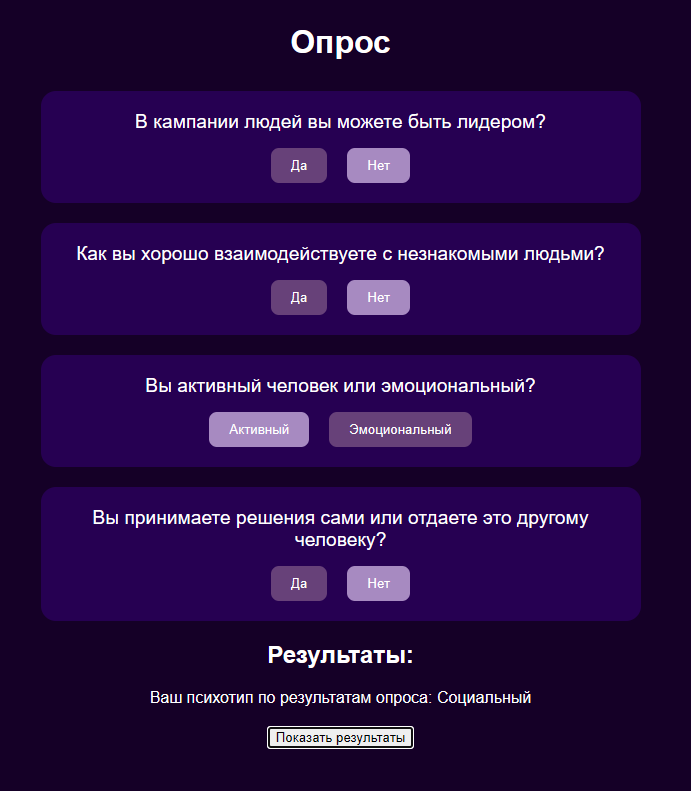 Опрос
В кампании людей вы можете быть лидером?
Да Нет
Как вы хорошо взаимодействуете с незнакомыми людьми?
Да Нет
Вы активный человек или эмоциональный?
Активный Эмоциональный
Вы принимаете решения сами или отдаете это другому
человеку?
Да Нет
Результаты:
Ваш психотип по результатам опроса: Социальный
Показать результаты